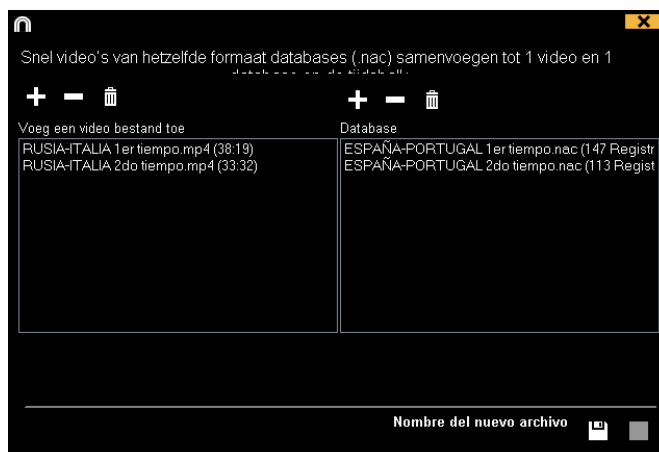 Snel video's van hetzelfde formaat databases (.nac) samenvoegen tot 1 video en 1
Voeg een video bestand toe
RUSIA-ITALIA 1er tiempo.mp4 (38:19)
RUSIA-ITALIA 2do tiempo.mp4 (33:32)
Database
ESPAÑA-PORTUGAL 1er tiempo.nac (147 Registr
ESPAÑA-PORTUGAL 2do tiempo.nac (113 Regist
Nombre del nuevo archivo